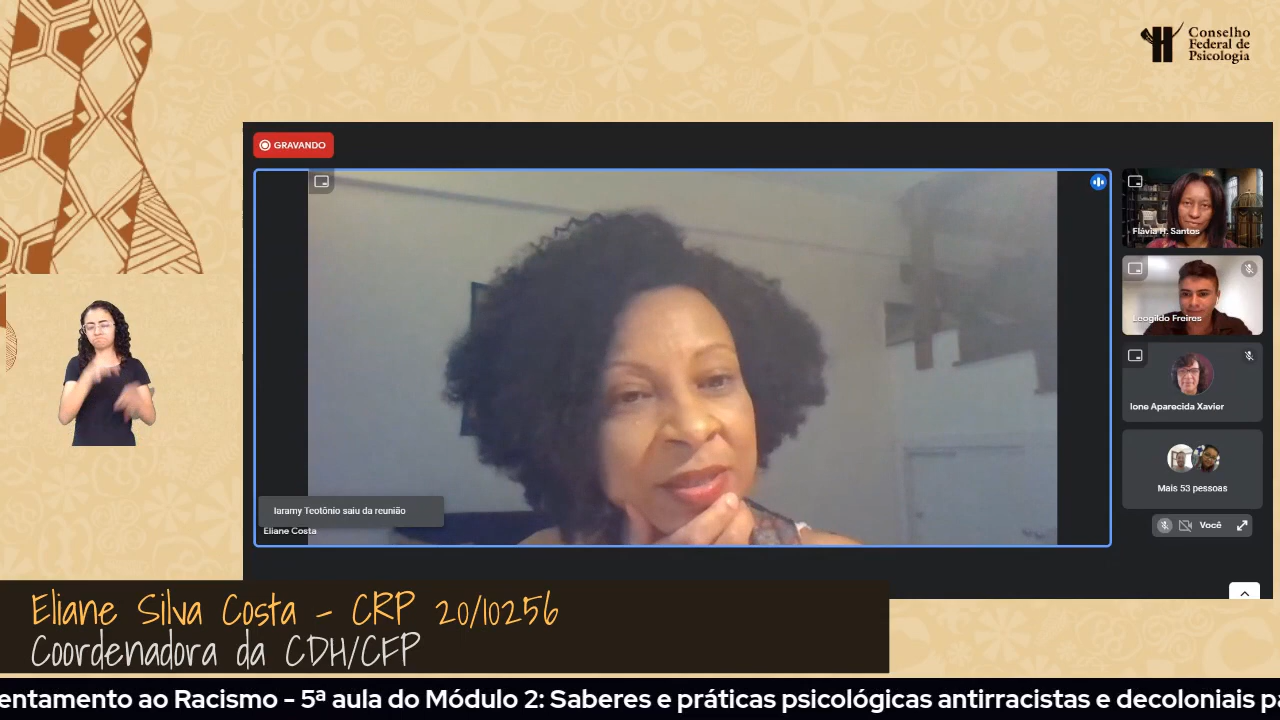 Conselho
Federal de
Psicologia
GRAVANDO
Flávia H. Santos
Leogildo Freires
Ione Aparecida Xavier
Mais 53 pessoas
Você
Iaramy Teotônio saiu da reunião
Eliane Costa
Eliane Silva Costa - CRP 20/10256
Coordenadora da CDH/CFP
entamento ao Racismo - 5ª aula do Módulo 2: Saberes e práticas psicológicas antirracistas e decoloniais pa